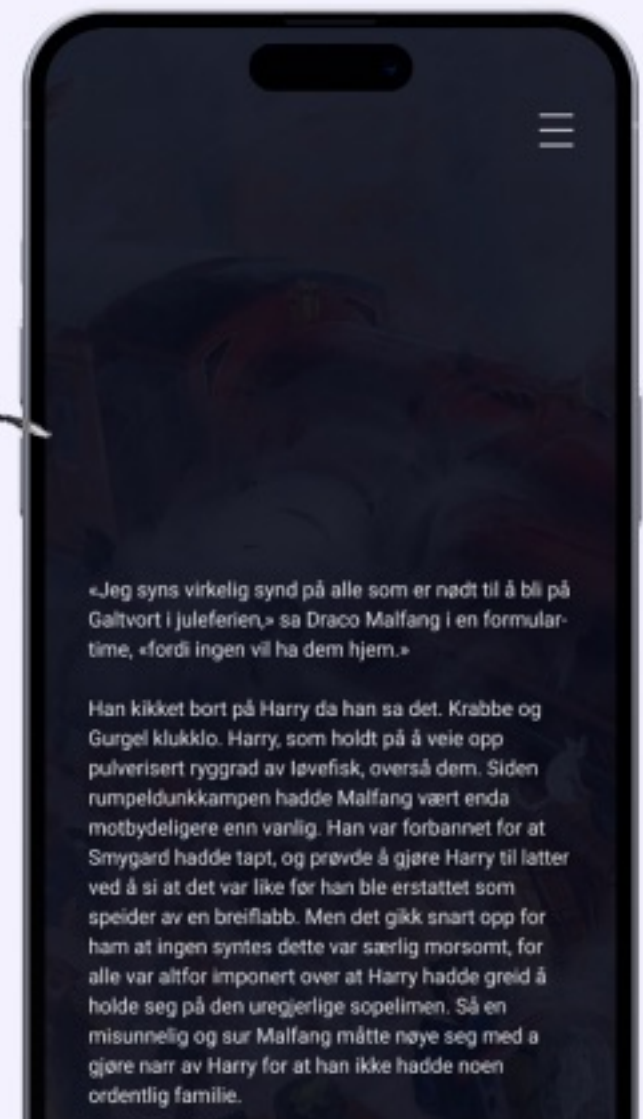 «Jeg syns virkelig synd på alle som er nødt til å bli på
Galtvort i juleferien,» sa Draco Malfang i en formular-
time, «fordi ingen vil ha dem hjem.»
Han kikket bort på Harry da han sa det. Krabbe og
Gurgel klukklo. Harry, som holdt på å veie opp
pulverisert ryggrad av løvefisk, overså dem. Siden
rumpeldunkkampen hadde Malfang vært enda
motbydeligere enn vanlig. Han var forbannet for at
Smygard hadde tapt, og prøvde å gjøre Harry til latter
ved å si at det var like før han ble erstattet som
speider av en breiflabb. Men det gikk snart opp for
ham at ingen syntes dette var særlig morsomt, for
alle var altfor imponert over at Harry hadde greid å
holde seg på den uregjerlige sopelimen. Så en
misunnelig og sur Malfang måtte nøye seg med a
gjøre narr av Harry for at han ikke hadde noen
ordentlig familie.